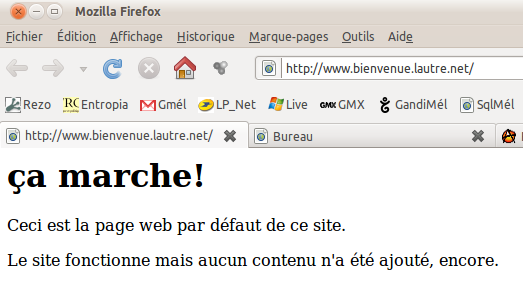 Mozilla Firefox
Fichier Édition Affichage Historique Marque-pages Outils Aide
http://www.bienvenue.lautre.net/
Rezo Entropia Gmél LP_Net Live GMX GMX GandiMél SqlMél
http://www.bienvenue.lautre.net/ Bureau
ça marche!
Ceci est la page web par défaut de ce site.
Le site fonctionne mais aucun contenu n'a été ajouté, encore.